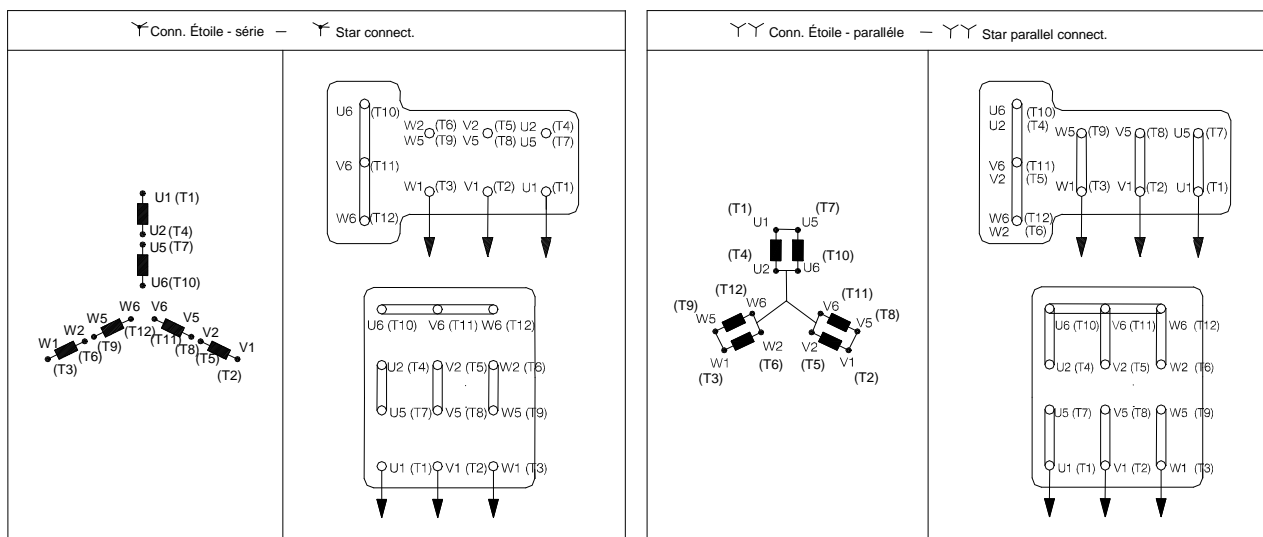 Conn. Étoile - série – Star connect.
U1 (T1)
U2 (T4)
U5 (T7)
U6(T10)
W6 V6
W5 V5
W2 (T12) (T11) V2
W1 (T9) (T8) V1
(T6) (T5)
(T3) (T2)
U6 (T10)
W2 (T6) V2 (T5) U2 (T4)
W5 (T9) V5 (T8) U5 (T7)
V6 (T11)
W1 (T3) V1 (T2) U1 (T1)
W6 (T12)
U6 (T10) V6 (T11) W6 (T12)
U2 (T4) V2 (T5) W2 (T6)
U5 (T7) V5 (T8) W5 (T9)
U1 (T1) V1 (T2) W1 (T3)
Conn. Étoile - paralléle – Star parallel connect.
(T1) (T7)
U1 U5
(T4) (T10)
U2 U6
(T12) (T11)
(T9) W6 V6 (T8)
W5 V5
W1 W2 V2 V1
(T3) (T6) (T5) (T2)
U6 (T10)
U2 (T4)
W5 (T9) V5 (T8) U5 (T7)
V6 (T11)
V2 (T5)
W1 (T3) V1 (T2) U1 (T1)
W6 (T12)
W2 (T6)
U6 (T10) V6 (T11) W6 (T12)
U2 (T4) V2 (T5) W2 (T6)
U5 (T7) V5 (T8) W5 (T9)
U1 (T1) V1 (T2) W1 (T3)